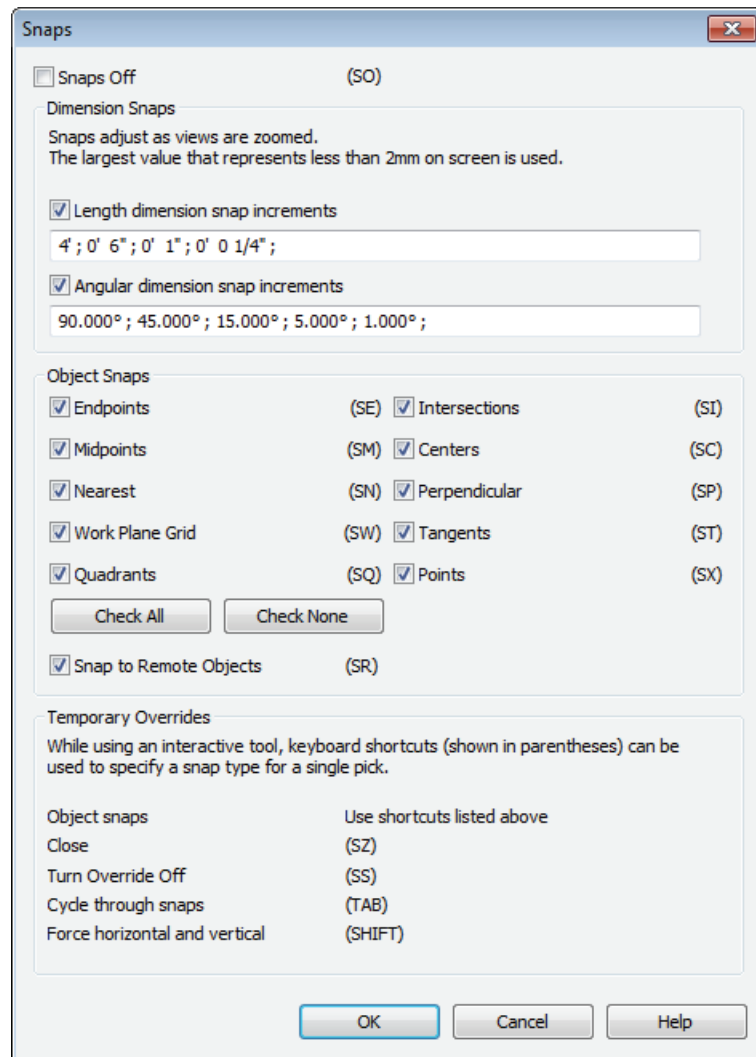 Snaps
Snaps Off (SO)
Dimension Snaps
Snaps adjust as views are zoomed.
The largest value that represents less than 2mm on screen is used.
Length dimension snap increments
4' ; 0' 6" ; 0' 1" ; 0' 0 1/4" ;
Angular dimension snap increments
90.000° ; 45.000° ; 15.000° ; 5.000° ; 1.000° ;
Object Snaps
Endpoints (SE) Intersections (SI)
Midpoints (SM) Centers (SC)
Nearest (SN) Perpendicular (SP)
Work Plane Grid (SW) Tangents (ST)
Quadrants (SQ) Points (SX)
Check All Check None
Snap to Remote Objects (SR)
Temporary Overrides
While using an interactive tool, keyboard shortcuts (shown in parentheses) can be
used to specify a snap type for a single pick.
Object snaps Use shortcuts listed above
Close (SZ)
Turn Override Off (SS)
Cycle through snaps (TAB)
Force horizontal and vertical (SHIFT)
OK Cancel Help